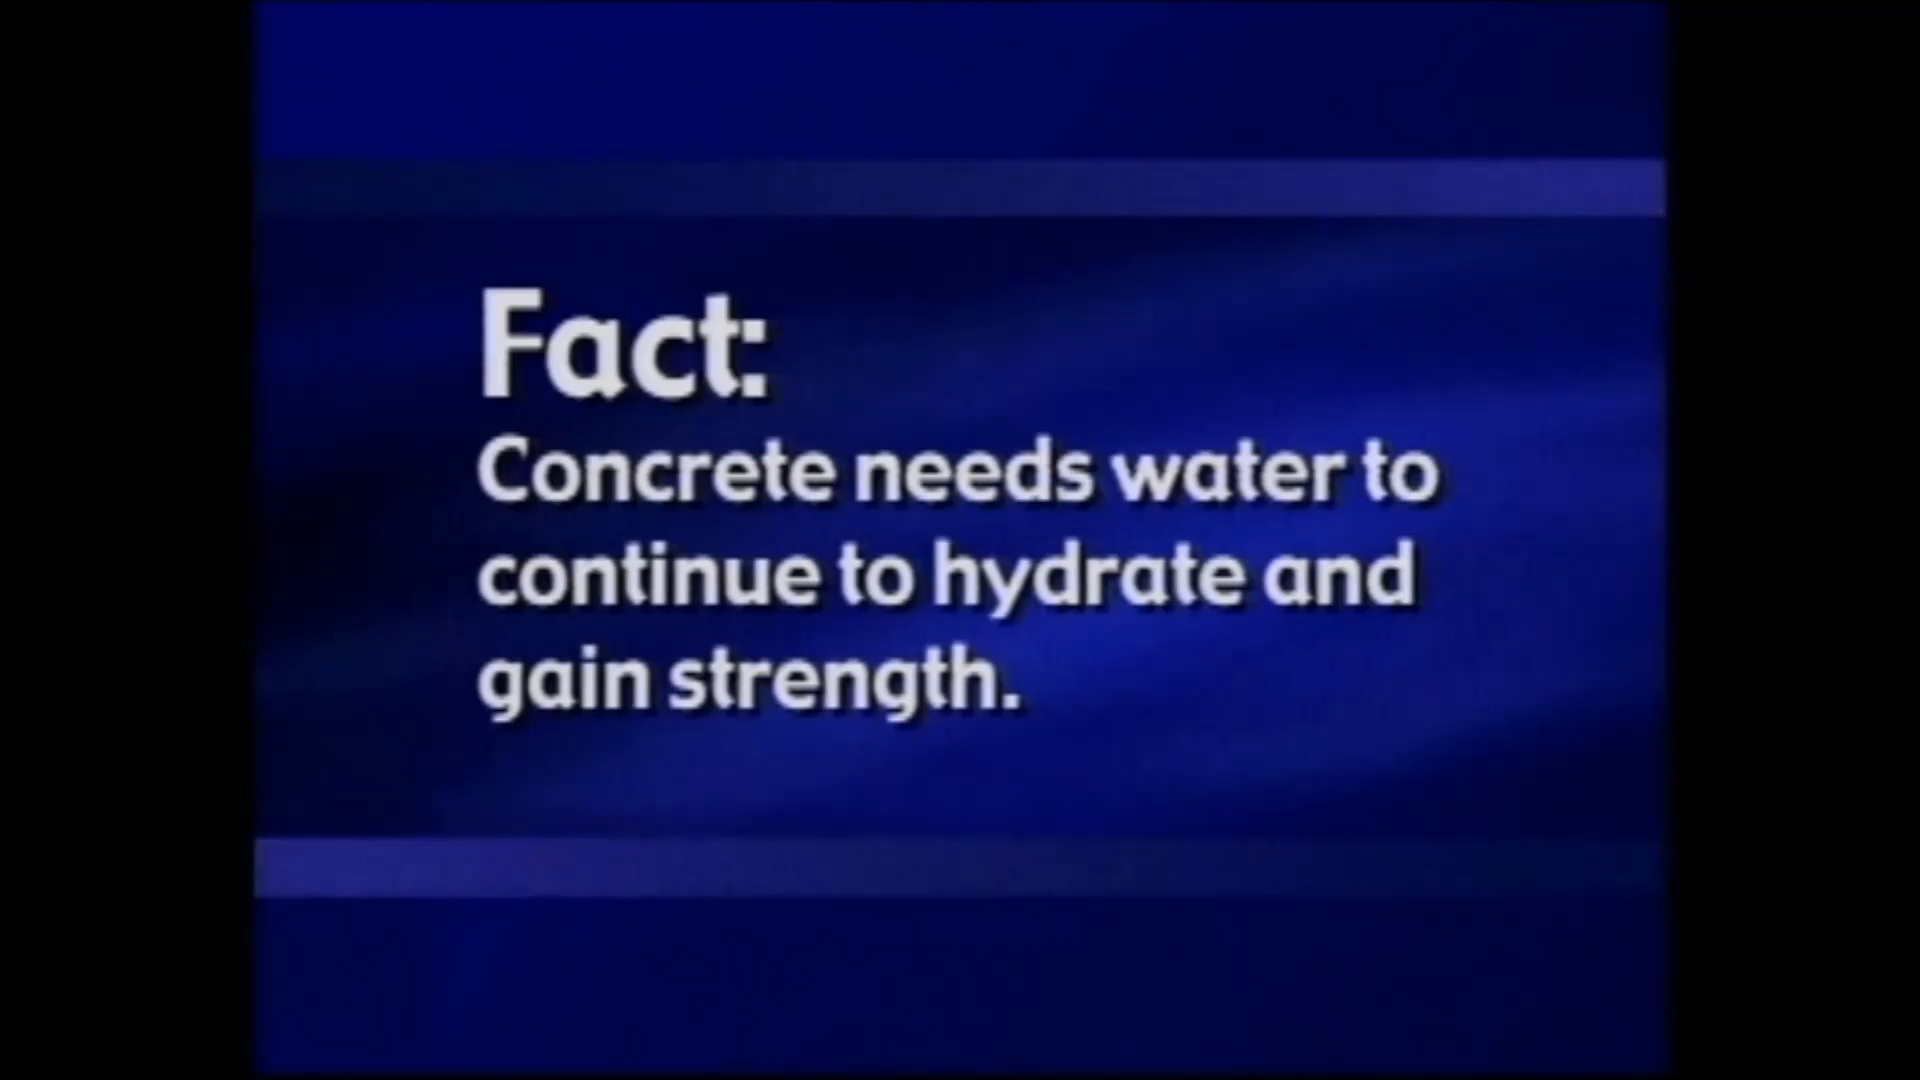 Fact:
Concrete needs water to
continue to hydrate and
gain strength.